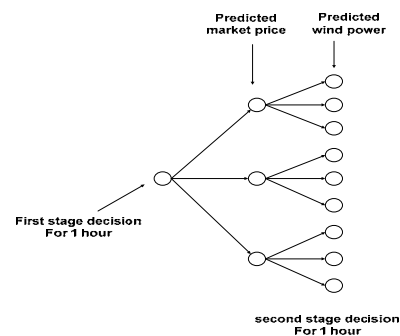 Predicted
market price
Predicted
wind power
First stage decision
For 1 hour
second stage decision
For 1 hour